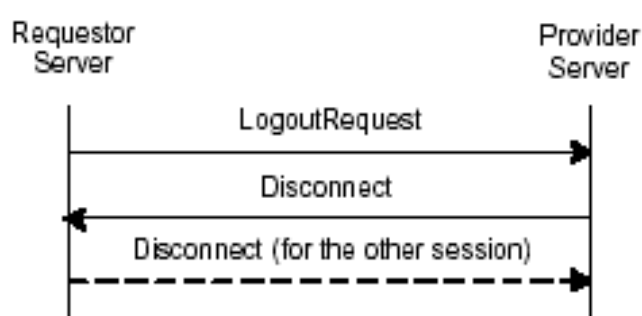 Requestor
Server
Provider
Server
LogoutRequest
Disconnect
Disconnect (for the other session)